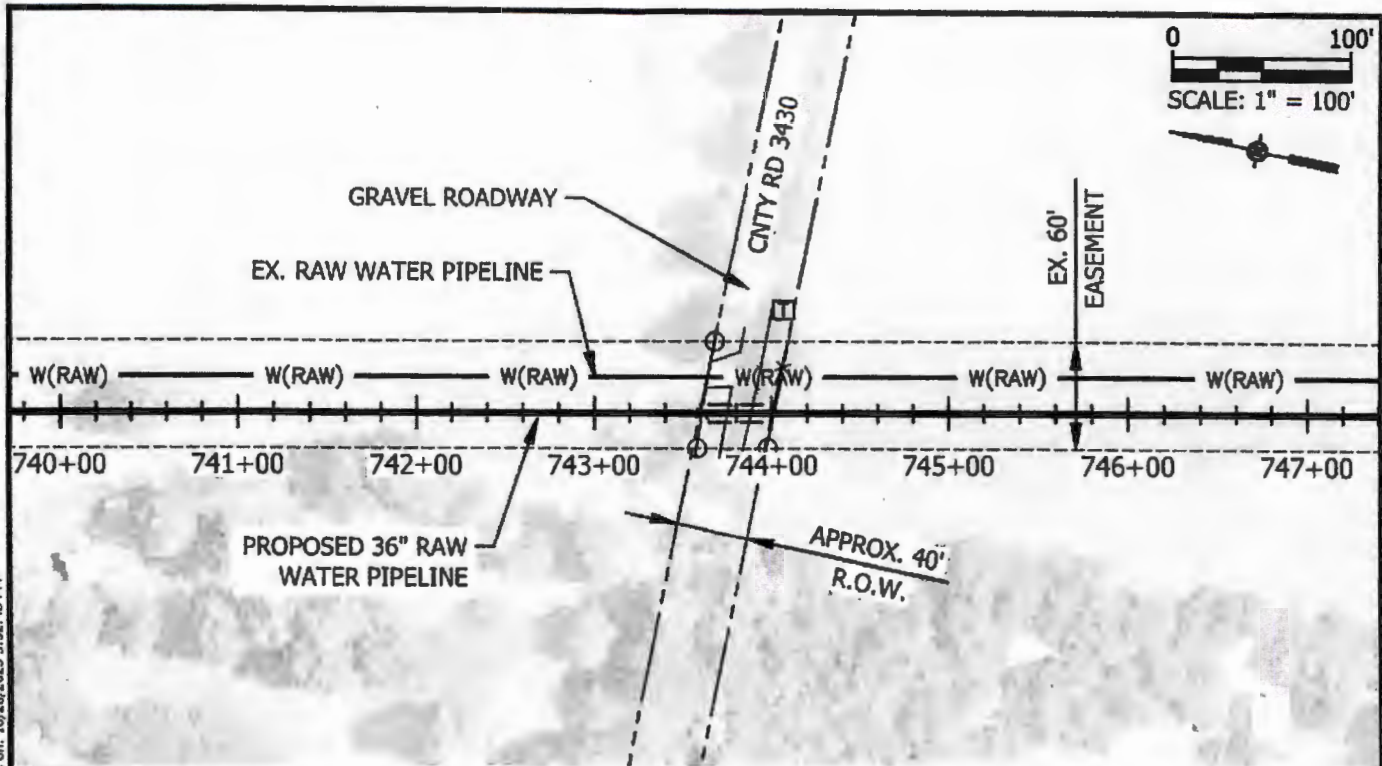 0 100'
SCALE: 1" = 100'
CNTY RD 3430
GRAVEL ROADWAY
EX. RAW WATER PIPELINE
EX. 60'
EASEMENT
W(RAW) W(RAW) W(RAW) W(RAW) W(RAW) W(RAW)
T
740+00 741+00 742+00 743+00 744+00 745+00 746+00 747+00
PROPOSED 36" RAW
WATER PIPELINE
APPROX. 40'
R.O.W.